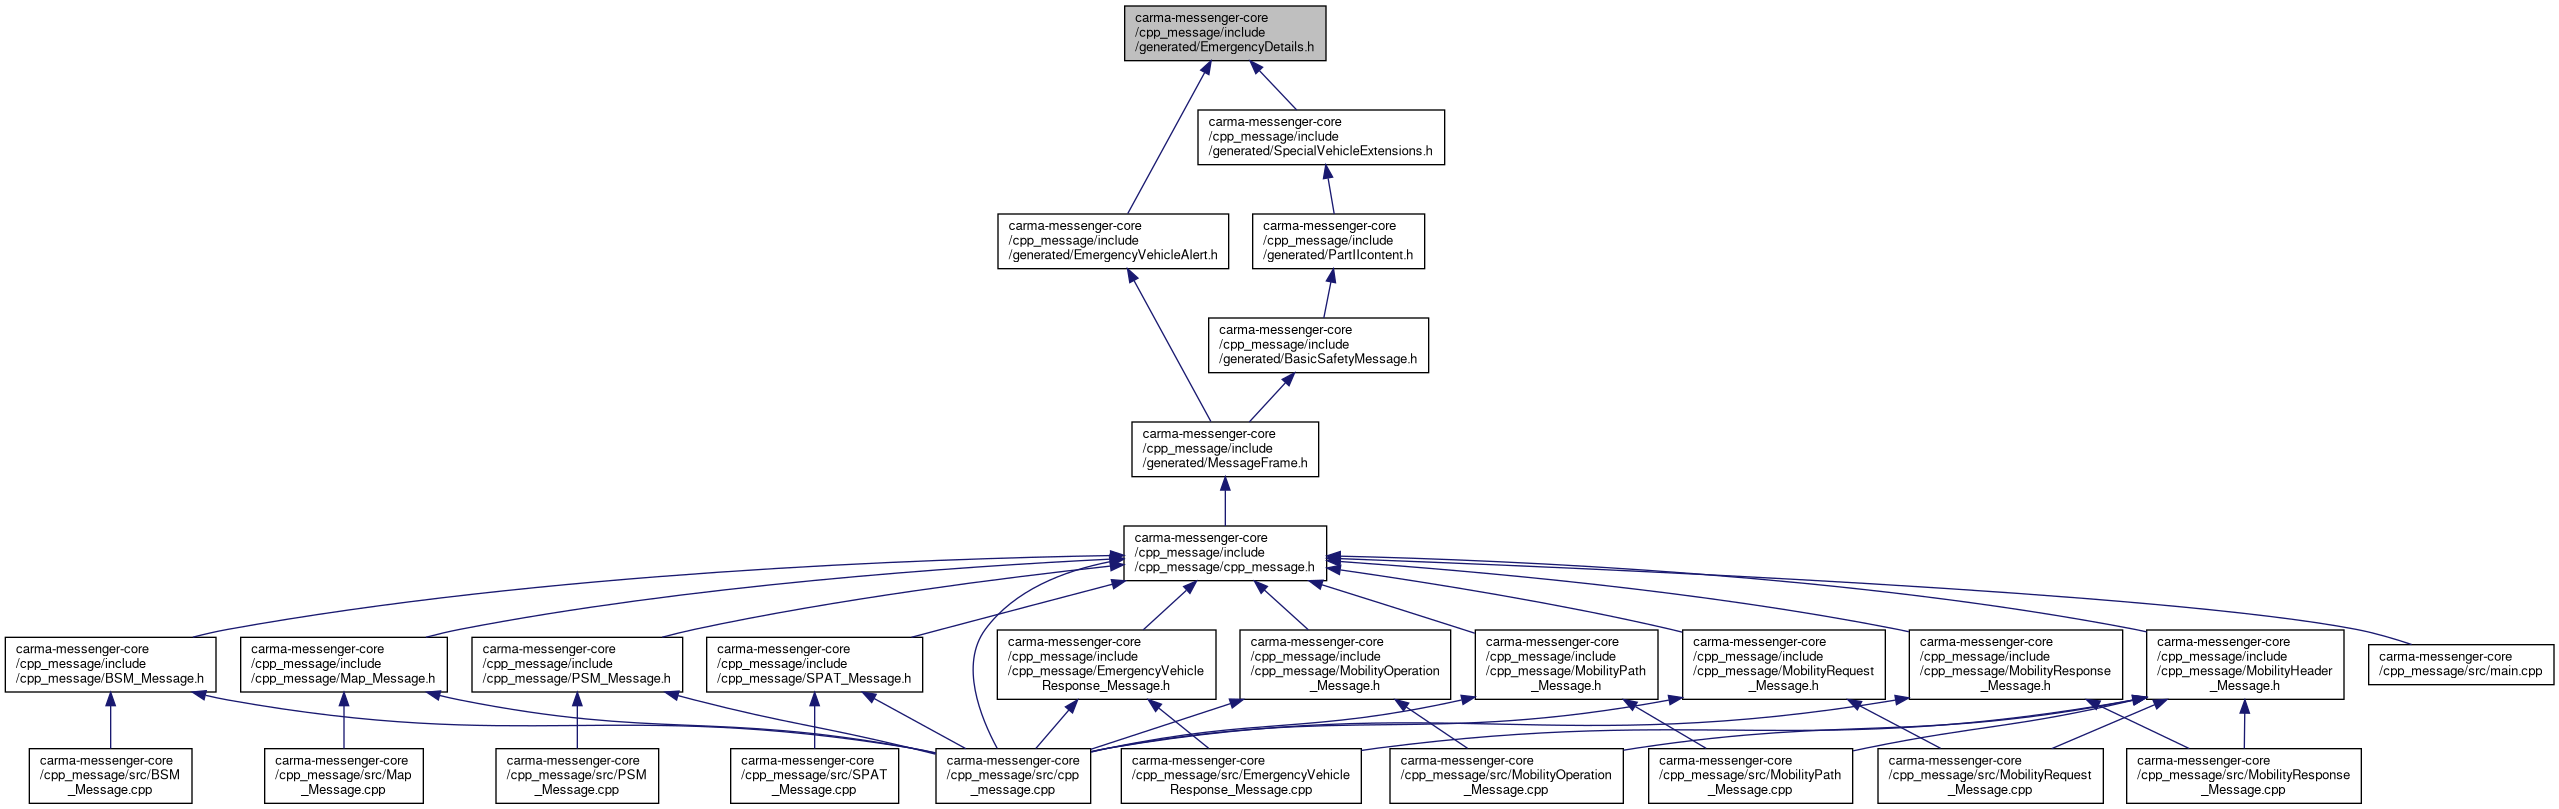 carma-messenger-core
/cpp_message/include
/generated/EmergencyDetails.h
carma-messenger-core
/cpp_message/include
/generated/SpecialVehicleExtensions.h
carma-messenger-core
/cpp_message/include
/generated/EmergencyVehicleAlert.h
carma-messenger-core
/cpp_message/include
/generated/PartIIcontent.h
carma-messenger-core
/cpp_message/include
/generated/BasicSafetyMessage.h
carma-messenger-core
/cpp_message/include
/generated/MessageFrame.h
carma-messenger-core
/cpp_message/include
/cpp_message/cpp_message.h
carma-messenger-core
/cpp_message/include
/cpp_message/BSM_Message.h
carma-messenger-core
/cpp_message/include
/cpp_message/Map_Message.h
carma-messenger-core
/cpp_message/include
/cpp_message/PSM_Message.h
carma-messenger-core
/cpp_message/include
/cpp_message/SPAT_Message.h
carma-messenger-core
/cpp_message/include
/cpp_message/EmergencyVehicle
Response_Message.h
carma-messenger-core
/cpp_message/include
/cpp_message/MobilityOperation
_Message.h
carma-messenger-core
/cpp_message/include
/cpp_message/MobilityPath
_Message.h
carma-messenger-core
/cpp_message/include
/cpp_message/MobilityRequest
_Message.h
carma-messenger-core
/cpp_message/include
/cpp_message/MobilityResponse
_Message.h
carma-messenger-core
/cpp_message/include
/cpp_message/MobilityHeader
_Message.h
carma-messenger-core
/cpp_message/src/main.cpp
carma-messenger-core
/cpp_message/src/BSM
_Message.cpp
carma-messenger-core
/cpp_message/src/Map
_Message.cpp
carma-messenger-core
/cpp_message/src/PSM
_Message.cpp
carma-messenger-core
/cpp_message/src/SPAT
_Message.cpp
carma-messenger-core
/cpp_message/src/cpp
_message.cpp
carma-messenger-core
/cpp_message/src/EmergencyVehicle
Response_Message.cpp
carma-messenger-core
/cpp_message/src/MobilityOperation
_Message.cpp
carma-messenger-core
/cpp_message/src/MobilityPath
_Message.cpp
carma-messenger-core
/cpp_message/src/MobilityRequest
_Message.cpp
carma-messenger-core
/cpp_message/src/MobilityResponse
_Message.cpp